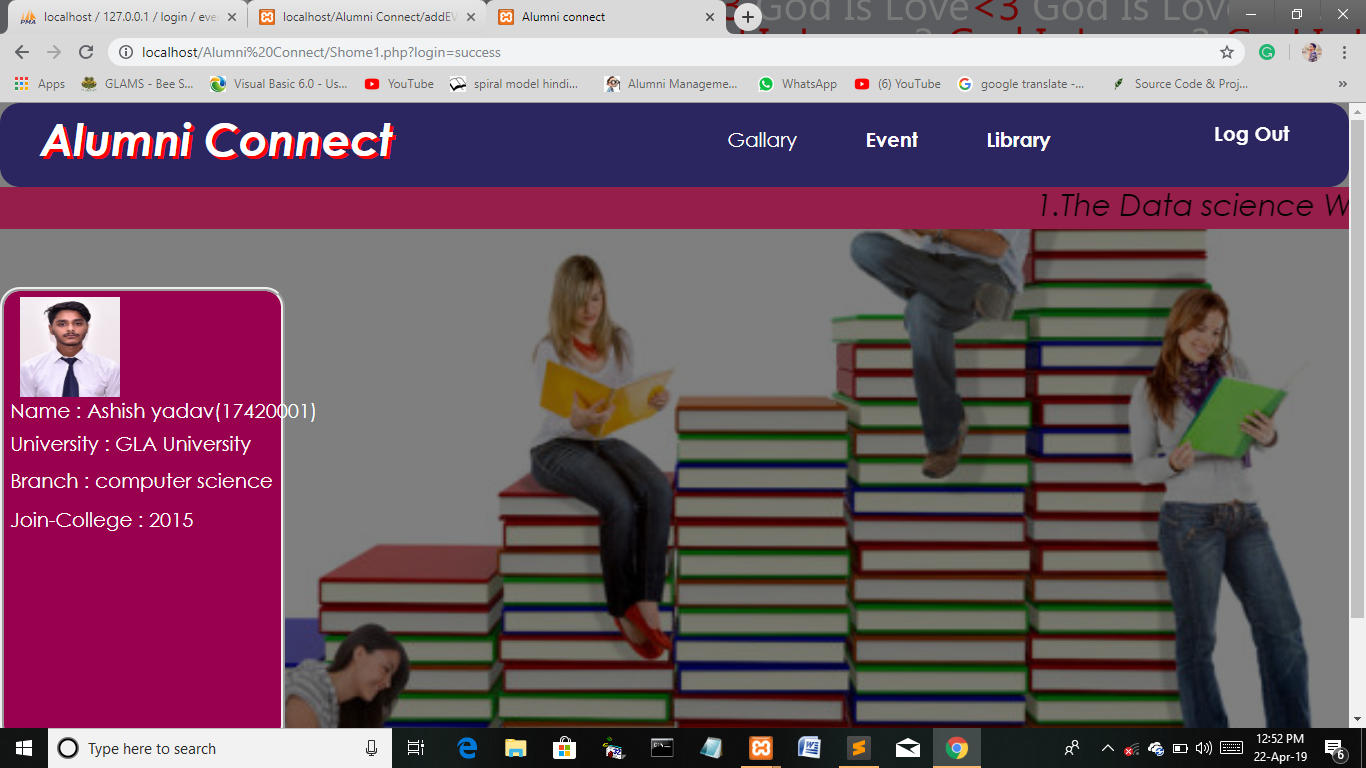 localhost / 127.0.0.1 / login / eve
localhost/Alumni Connect/addEV
Alumni connect
God Is Love<3 God Is Lov
localhost/Alumni%20Connect/Shome1.php?login=success
Apps GLAMS - Bee S... Visual Basic 6.0 - Us... YouTube spiral model hindi... Alumni Manageme... WhatsApp (6) YouTube google translate -... Source Code & Proj... »
Alumni Connect Gallary Event Library Log Out
1.The Data science W
Name : Ashish yadav(17420001)
University : GLA University
Branch : computer science
Join-College : 2015
Type here to search
12:52 PM
22-Apr-19
6